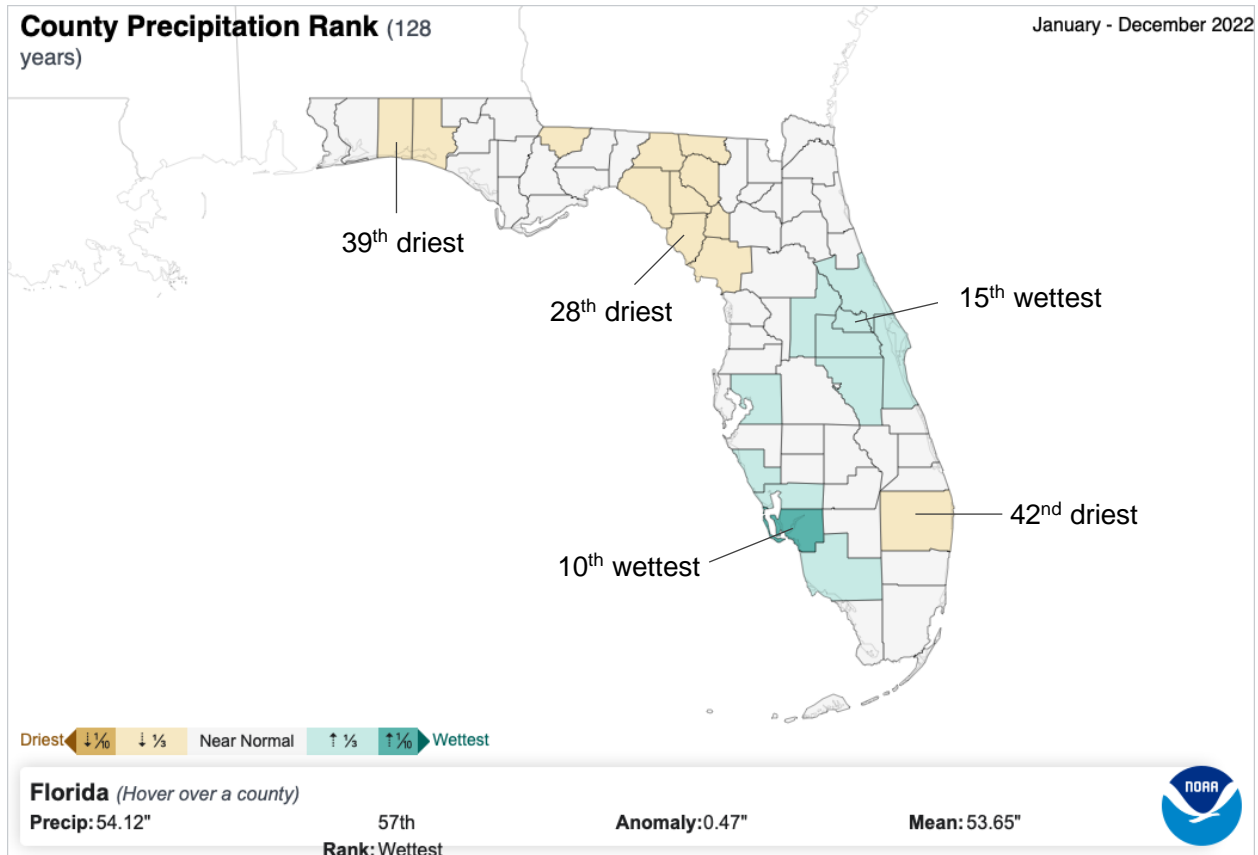 County Precipitation Rank (128
years)
January - December 2022
39th driest
28th driest
15th wettest
42nd driest
10th wettest
Driest ↓⅒ ↓⅓ Near Normal ↑⅓ ↑⅒ Wettest
Florida (Hover over a county)
Precip: 54.12" 57th Anomaly: 0.47" Mean: 53.65"
Rank: Wettest
NOAA